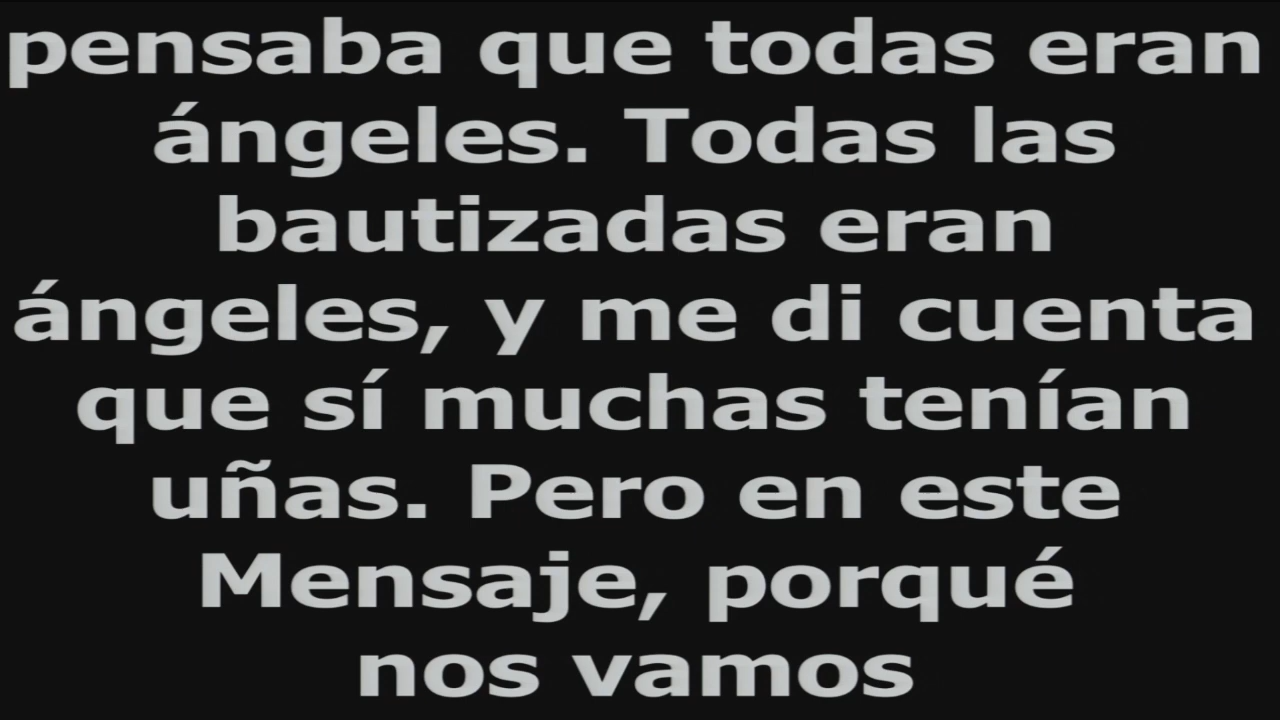 pensaba que todas eran
ángeles. Todas las
bautizadas eran
ángeles, y me di cuenta
que sí muchas tenían
uñas. Pero en este
Mensaje, porqué
nos vamos